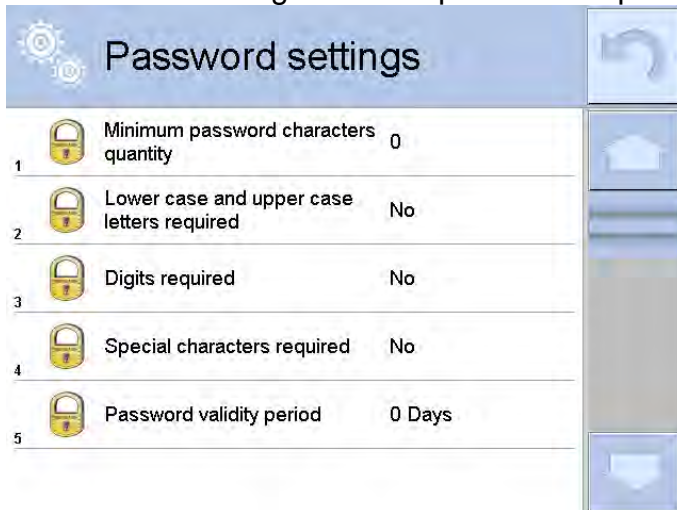 Password settings
1 Minimum password characters quantity 0
2 Lower case and upper case letters required No
3 Digits required No
4 Special characters required No
5 Password validity period 0 Days